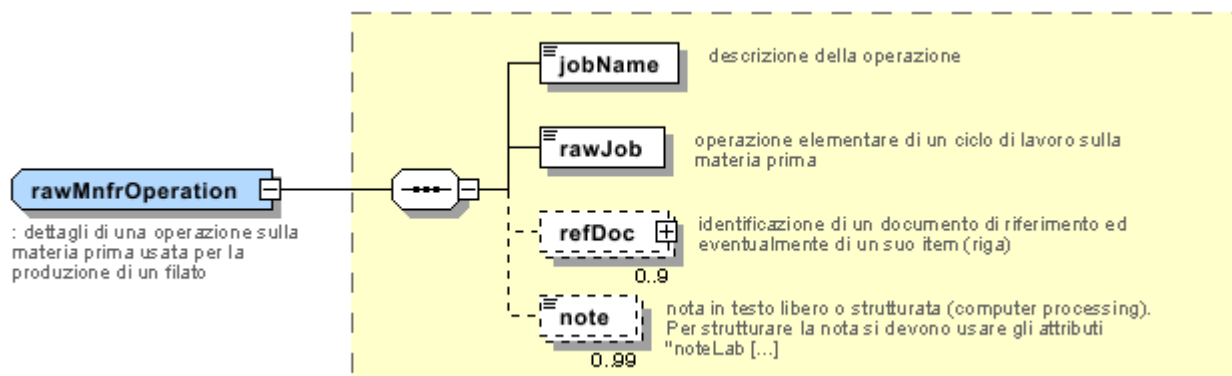 jobName
descrizione della operazione
rawJob
operazione elementare di un ciclo di lavoro sulla
materia prima
rawMnfrOperation
: dettagli di una operazione sulla
materia prima usata per la
produzione di un filato
refDoc
identificazione di un documento di riferimento ed
eventualmente di un suo item (riga)
0..9
note
nota in testo libero o strutturata (computer processing).
Per strutturare la nota si devono usare gli attributi
"noteLab [...]
0..99